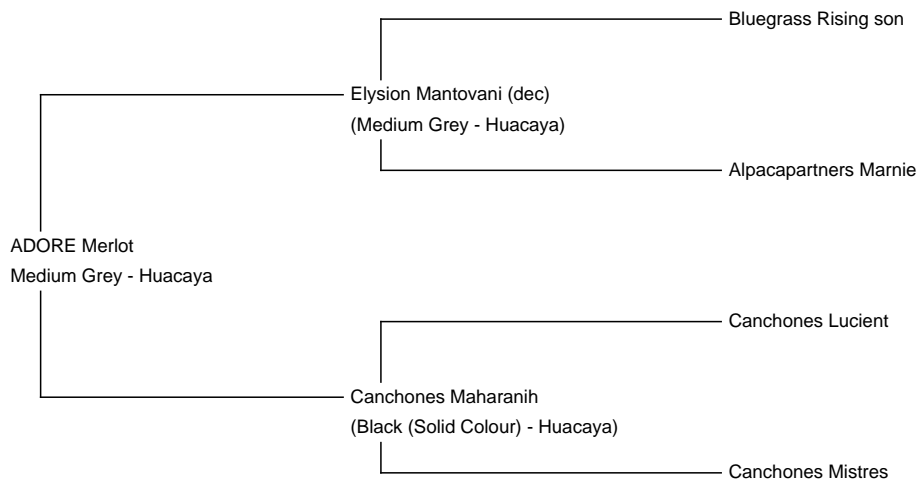 Bluegrass Rising son
Elysion Mantovani (dec)
(Medium Grey - Huacaya)
Alpacapartners Marnie
ADORE Merlot
Medium Grey - Huacaya
Canchones Lucient
Canchones Maharanih
(Black (Solid Colour) - Huacaya)
Canchones Mistres